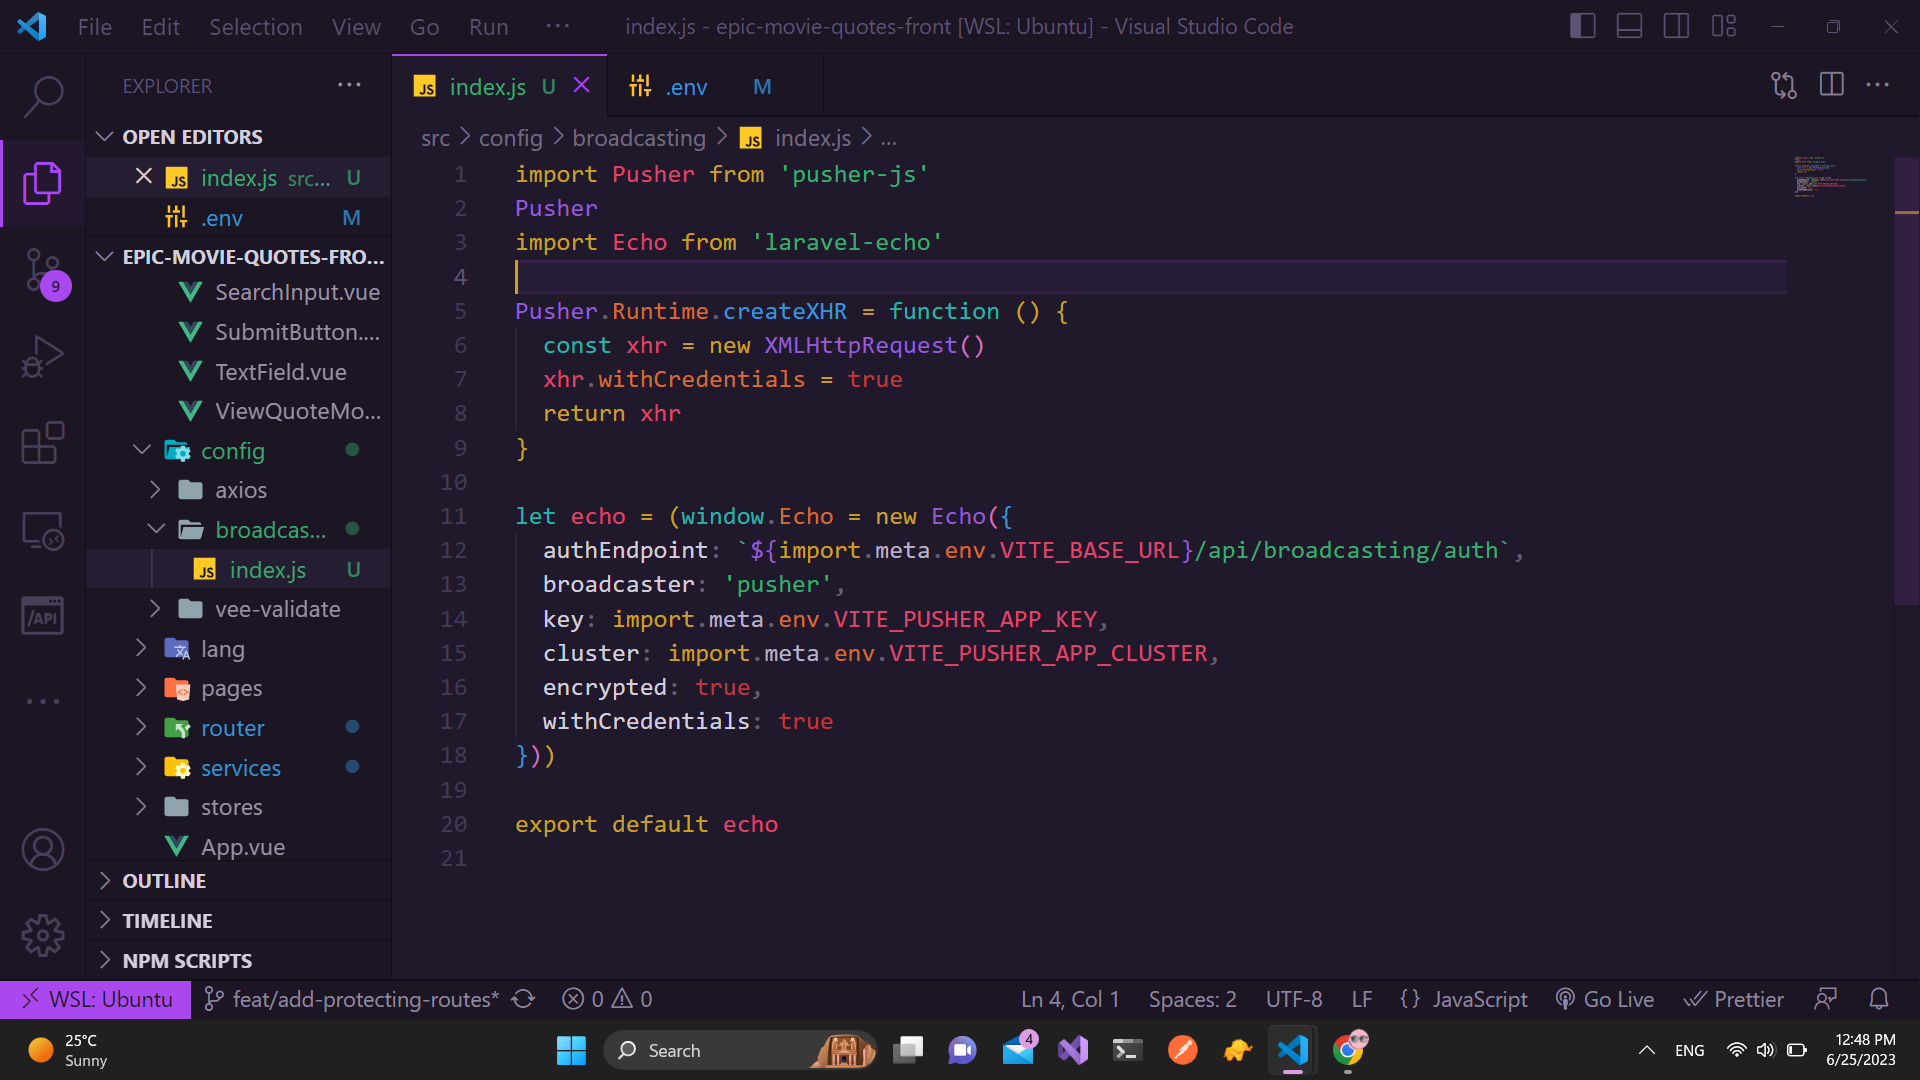 File Edit Selection View Go Run ... index.js - epic-movie-quotes-front [WSL: Ubuntu] - Visual Studio Code
EXPLORER ...
index.js U
.env M
OPEN EDITORS
index.js src... U
.env M
EPIC-MOVIE-QUOTES-FRO...
SearchInput.vue
SubmitButton....
TextField.vue
ViewQuoteMo...
config
axios
broadcas...
index.js U
vee-validate
lang
pages
router
services
stores
App.vue
OUTLINE
TIMELINE
NPM SCRIPTS
9
/API
src > config > broadcasting > JS index.js > ...
1 import Pusher from 'pusher-js'
2 Pusher
3 import Echo from 'laravel-echo'
4
5 Pusher.Runtime.createXHR = function () {
6 const xhr = new XMLHttpRequest()
7 xhr.withCredentials = true
8 return xhr
9 }
10
11 let echo = (window.Echo = new Echo({
12 authEndpoint: `${import.meta.env.VITE_BASE_URL}/api/broadcasting/auth`,
13 broadcaster: 'pusher',
14 key: import.meta.env.VITE_PUSHER_APP_KEY,
15 cluster: import.meta.env.VITE_PUSHER_APP_CLUSTER,
16 encrypted: true,
17 withCredentials: true
18 }))
19
20 export default echo
21
WSL: Ubuntu feat/add-protecting-routes* 0 0 Ln 4, Col 1 Spaces: 2 UTF-8 LF {} JavaScript Go Live Prettier
25°C
Sunny
Search
4
ENG
12:48 PM
6/25/2023